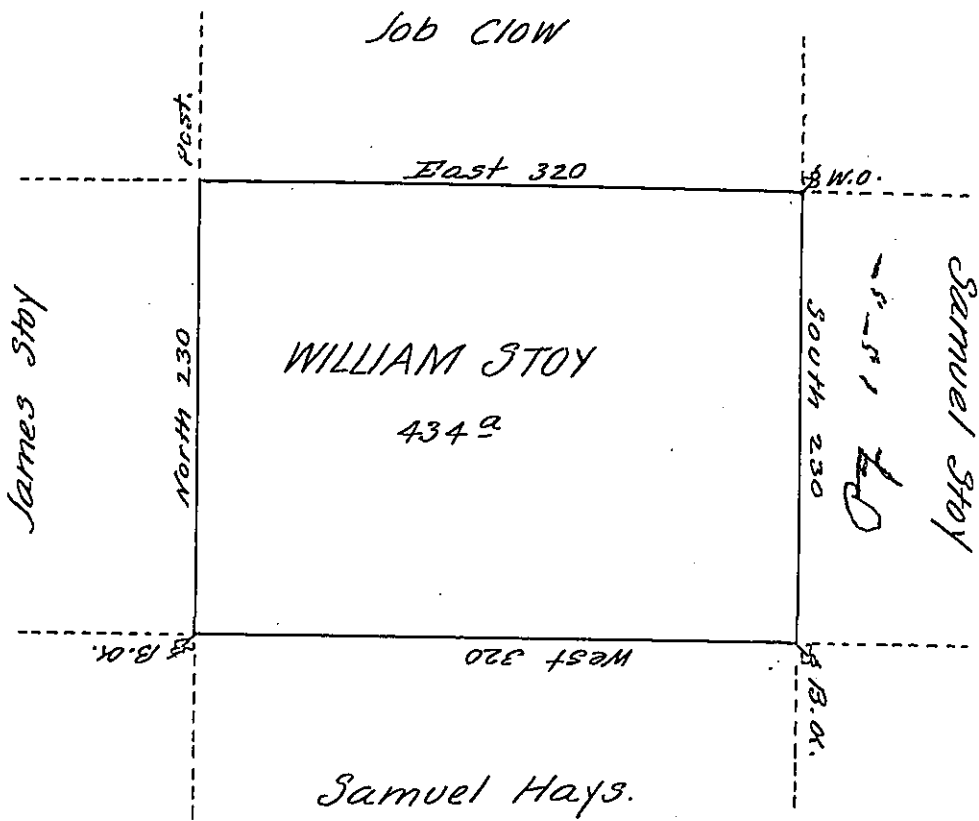 Job Clow
Post.
East 320
W.O.
James Stoy
North 230
WILLIAM STOY
434 a
South 230
Samuel Stoy
B.O.
West 320
B.O.
Samuel Hays.